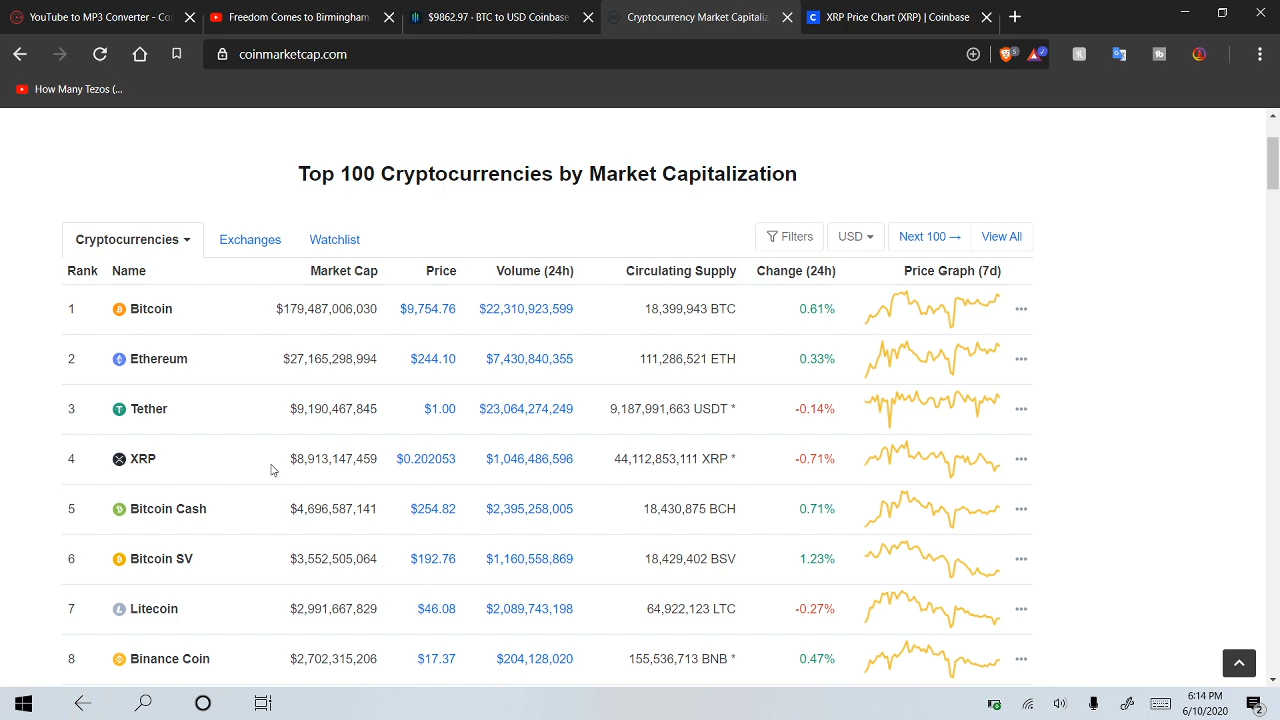 YouTube to MP3 Converter - Co
Freedom Comes to Birmingham
$9862.97 · BTC to USD Coinbase
Cryptocurrency Market Capitaliz
XRP Price Chart (XRP) | Coinbase
coinmarketcap.com
5
How Many Tezos (...
Top 100 Cryptocurrencies by Market Capitalization
Cryptocurrencies Exchanges Watchlist Filters USD Next 100 → View All
Rank Name Market Cap Price Volume (24h) Circulating Supply Change (24h) Price Graph (7d)
1 Bitcoin $179,487,006,030 $9,754.76 $22,310,923,599 18,399,943 BTC 0.61%
2 Ethereum $27,165,298,994 $244.10 $7,430,840,355 111,286,521 ETH 0.33%
3 Tether $9,190,467,845 $1.00 $23,064,274,249 9,187,991,663 USDT * -0.14%
4 XRP $8,913,147,459 $0.202053 $1,046,486,596 44,112,853,111 XRP * -0.71%
5 Bitcoin Cash $4,696,587,141 $254.82 $2,395,258,005 18,430,875 BCH 0.71%
6 Bitcoin SV $3,552,505,064 $192.76 $1,160,558,869 18,429,402 BSV 1.23%
7 Litecoin $2,991,667,829 $46.08 $2,089,743,198 64,922,123 LTC -0.27%
8 Binance Coin $2,702,315,206 $17.37 $204,128,020 155,536,713 BNB * 0.47%
6:14 PM
6/10/2020
2